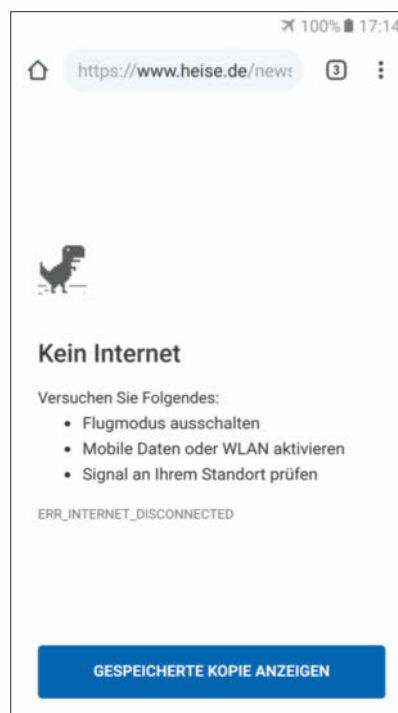 100% 17:14
https://www.heise.de/news
3
Kein Internet
Versuchen Sie Folgendes:
• Flugmodus ausschalten
• Mobile Daten oder WLAN aktivieren
• Signal an Ihrem Standort prüfen
ERR_INTERNET_DISCONNECTED
GESPEICHERTE KOPIE ANZEIGEN